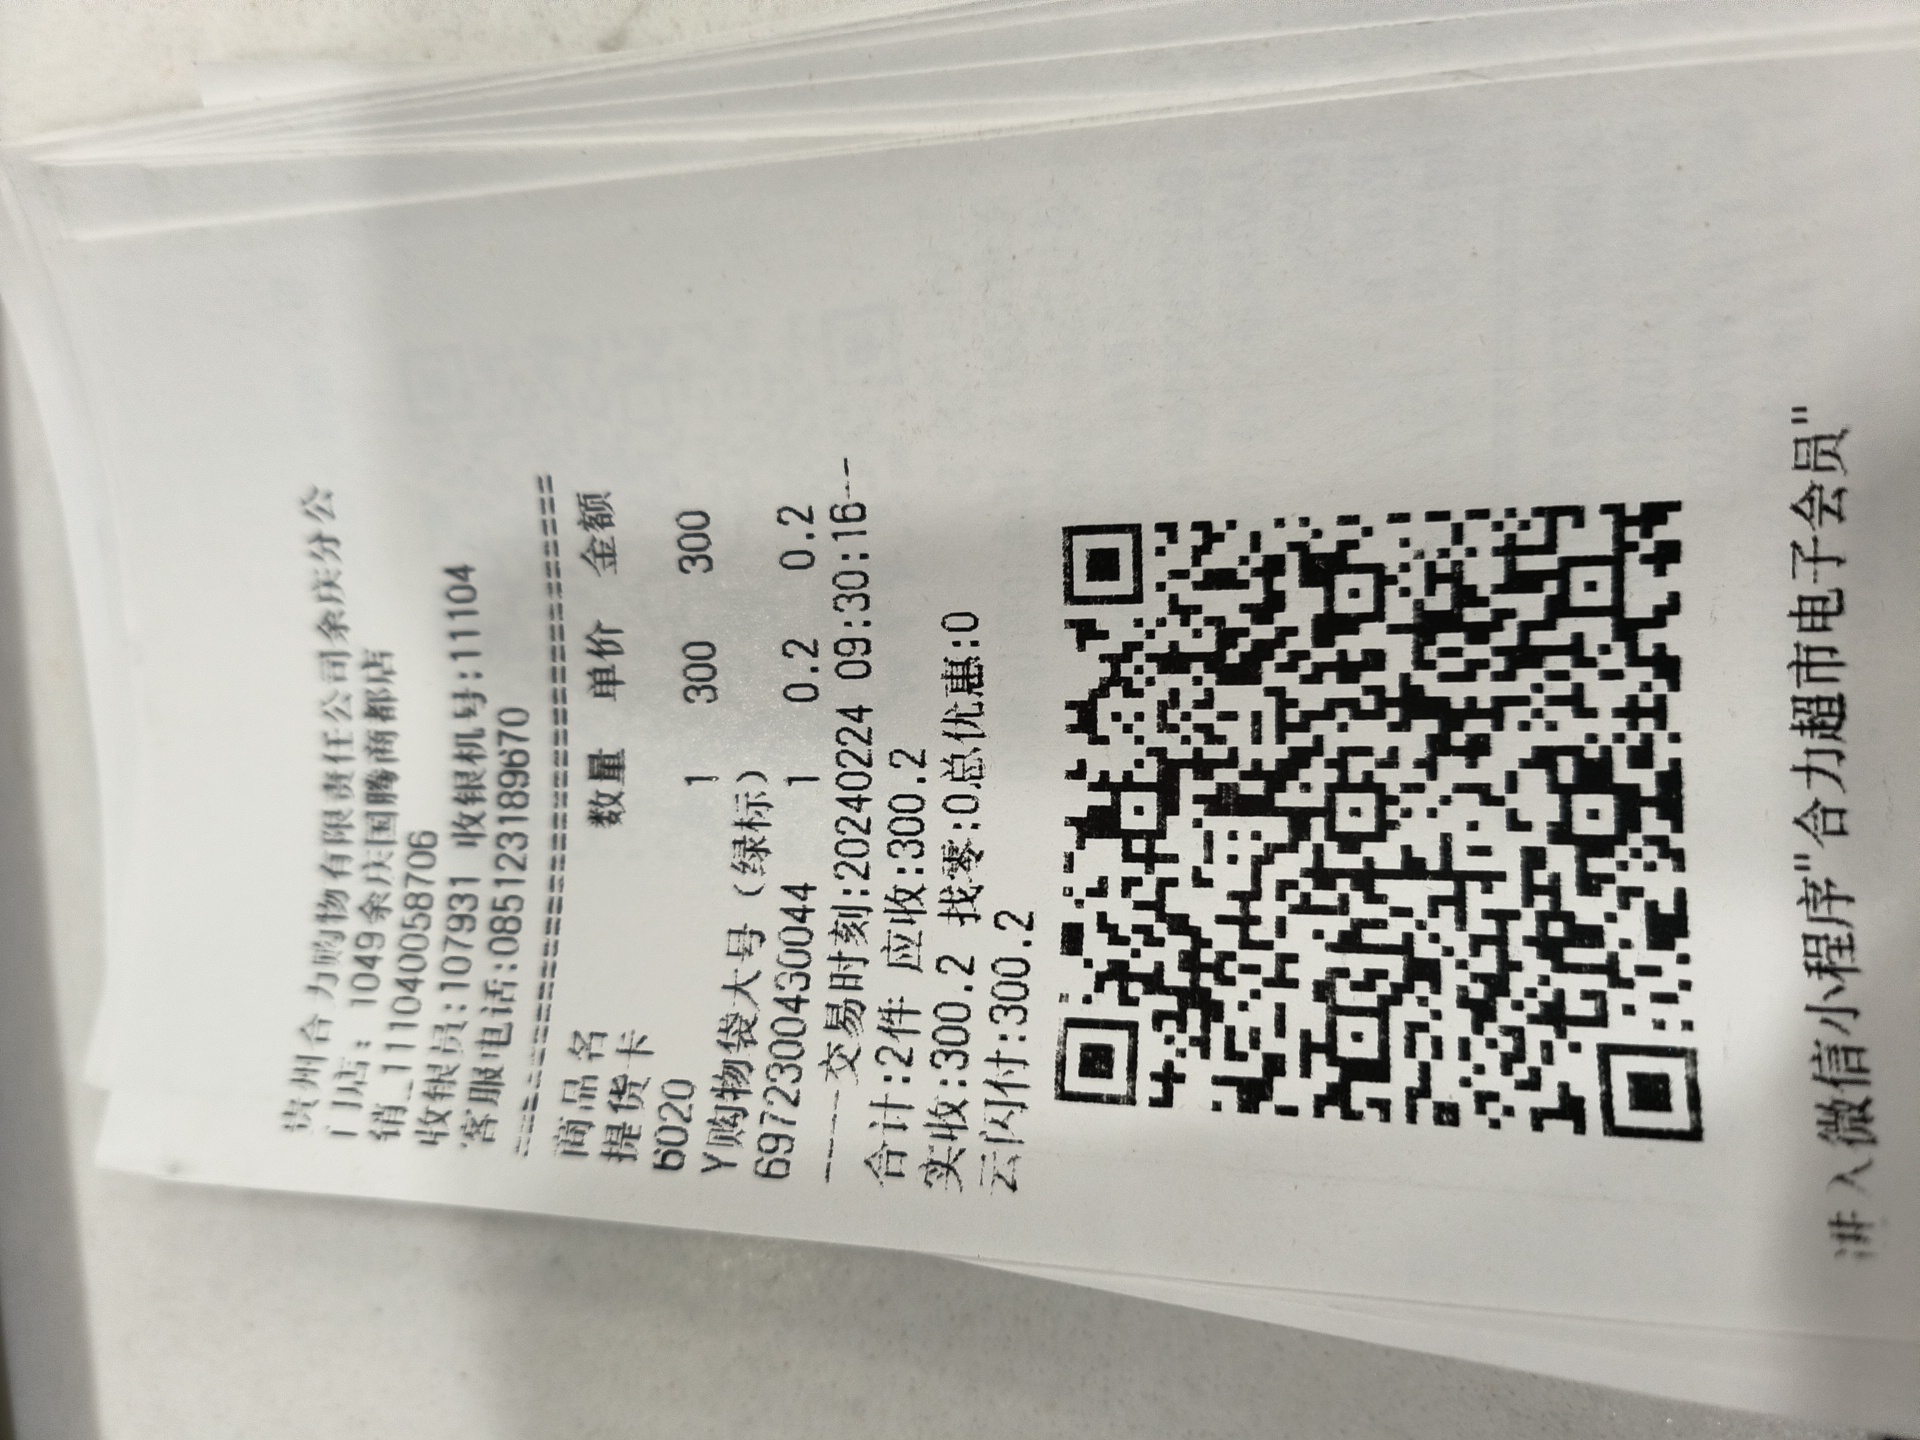 贵州合力购物有限责任公司余庆分公
门店: 1049余庆国腾商都店
销_111040058706
收银员:107931 收银机号:11104
客服电话:085123189670
================================
商品名 数量 单价 金额
提货卡
6020 1 300 300
Y购物袋大号(绿标)
6972300430044 1 0.2 0.2
----交易时刻:20240224 09:30:16---
合计:2件 应收:300.2
实收:300.2 找零:0总优惠:0
云闪付:300.2
进入微信小程序"合力超市电子会员"